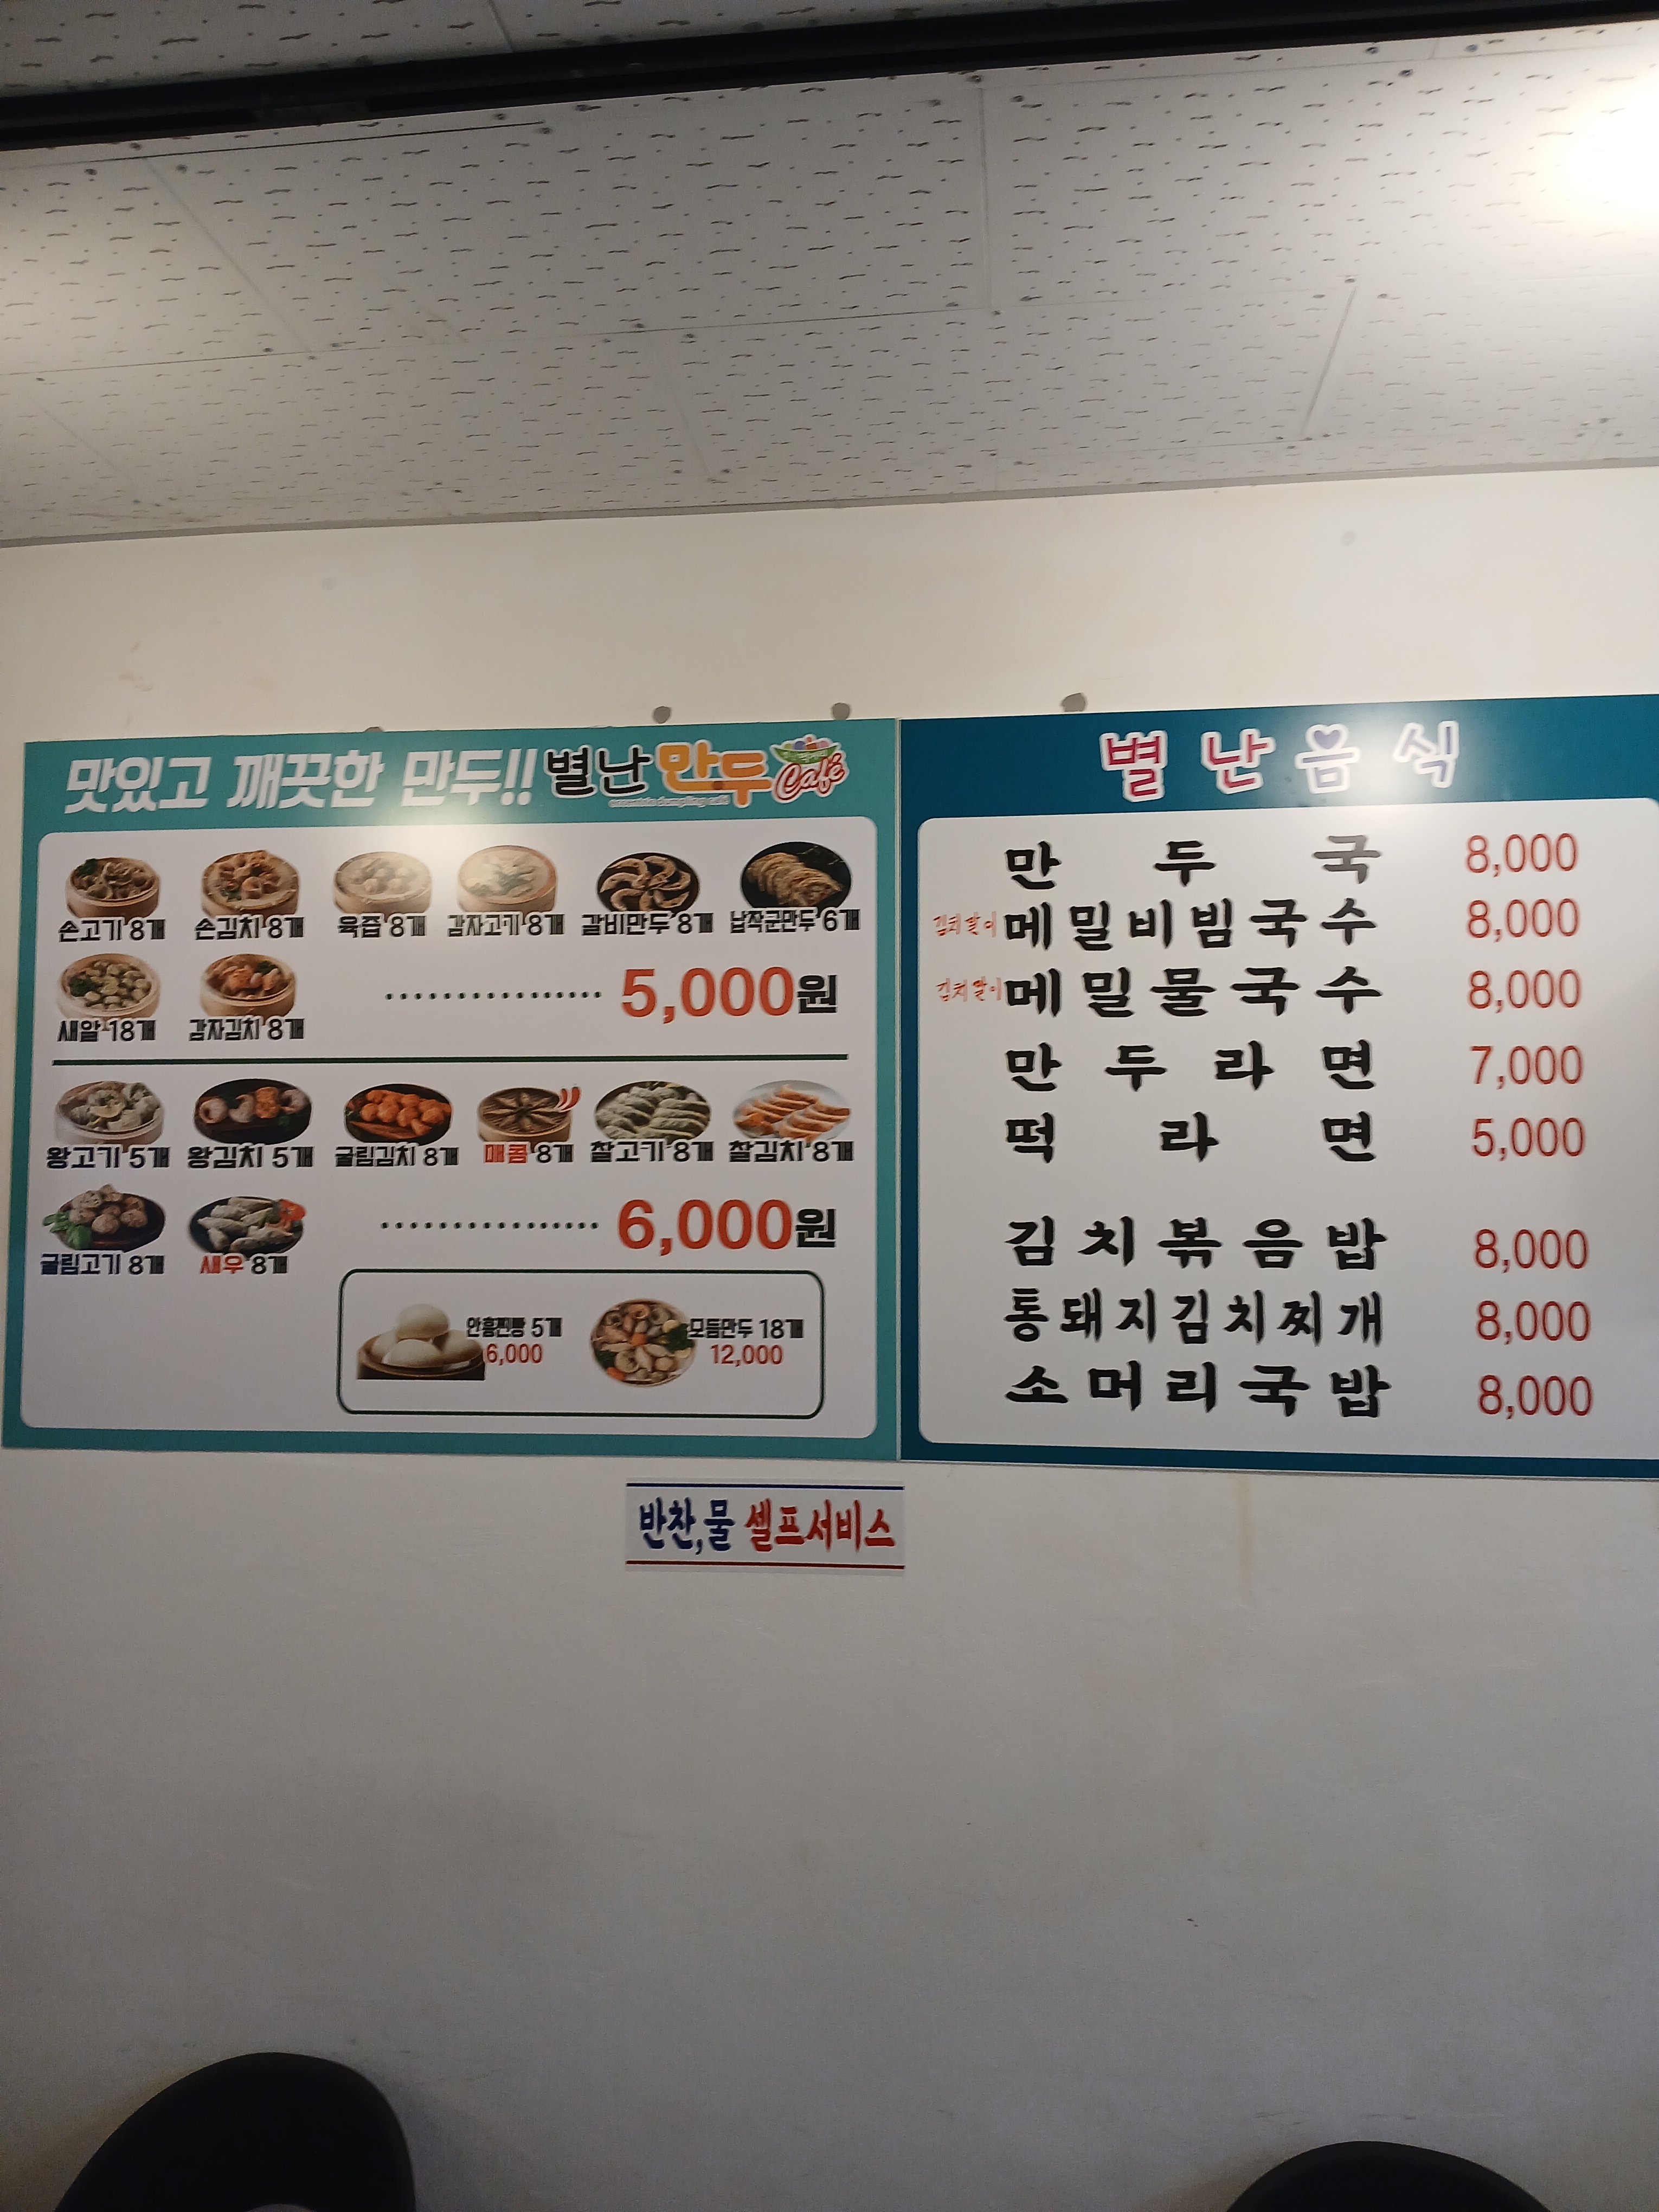 맛있고 깨끗한 만두!! 별난 만두 Café
손고기 8개 손김치 8개 육즙 8개 감자고기 8개 갈비만두 8개 납작군만두 6개
5,000원
새알 18개 감자김치 8개
왕고기 5개 왕김치 5개 굴림김치 8개 매콤 8개 찰고기 8개 찰김치 8개
6,000원
굴림고기 8개 새우 8개
안흥찐빵 5개
6,000
모듬만두 18개
12,000
별난음식
만두국 8,000
김치말이 메밀비빔국수 8,000
김치말이 메밀물국수 8,000
만두라면 7,000
떡라면 5,000
김치볶음밥 8,000
통돼지김치찌개 8,000
소머리국밥 8,000
반찬,물 셀프서비스